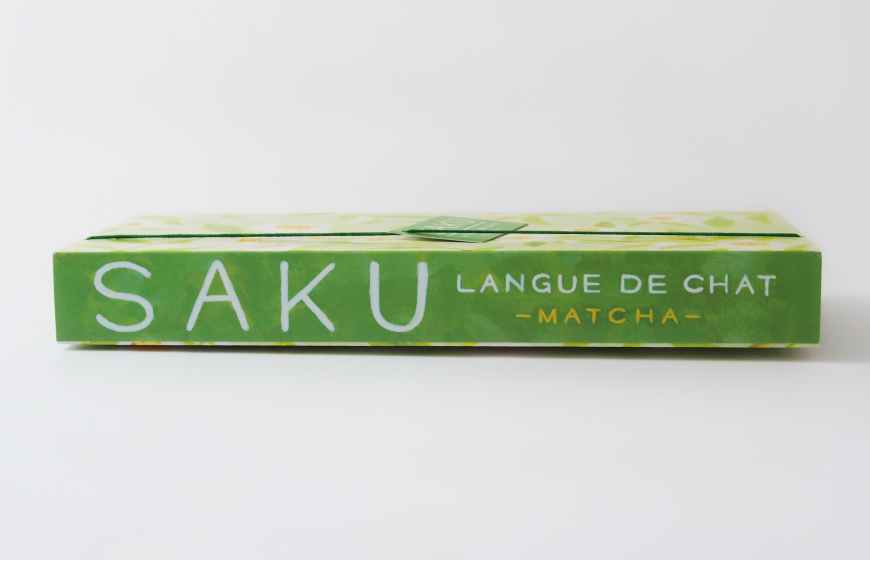 SAKU
LANGUE DE CHAT
–MATCHA–